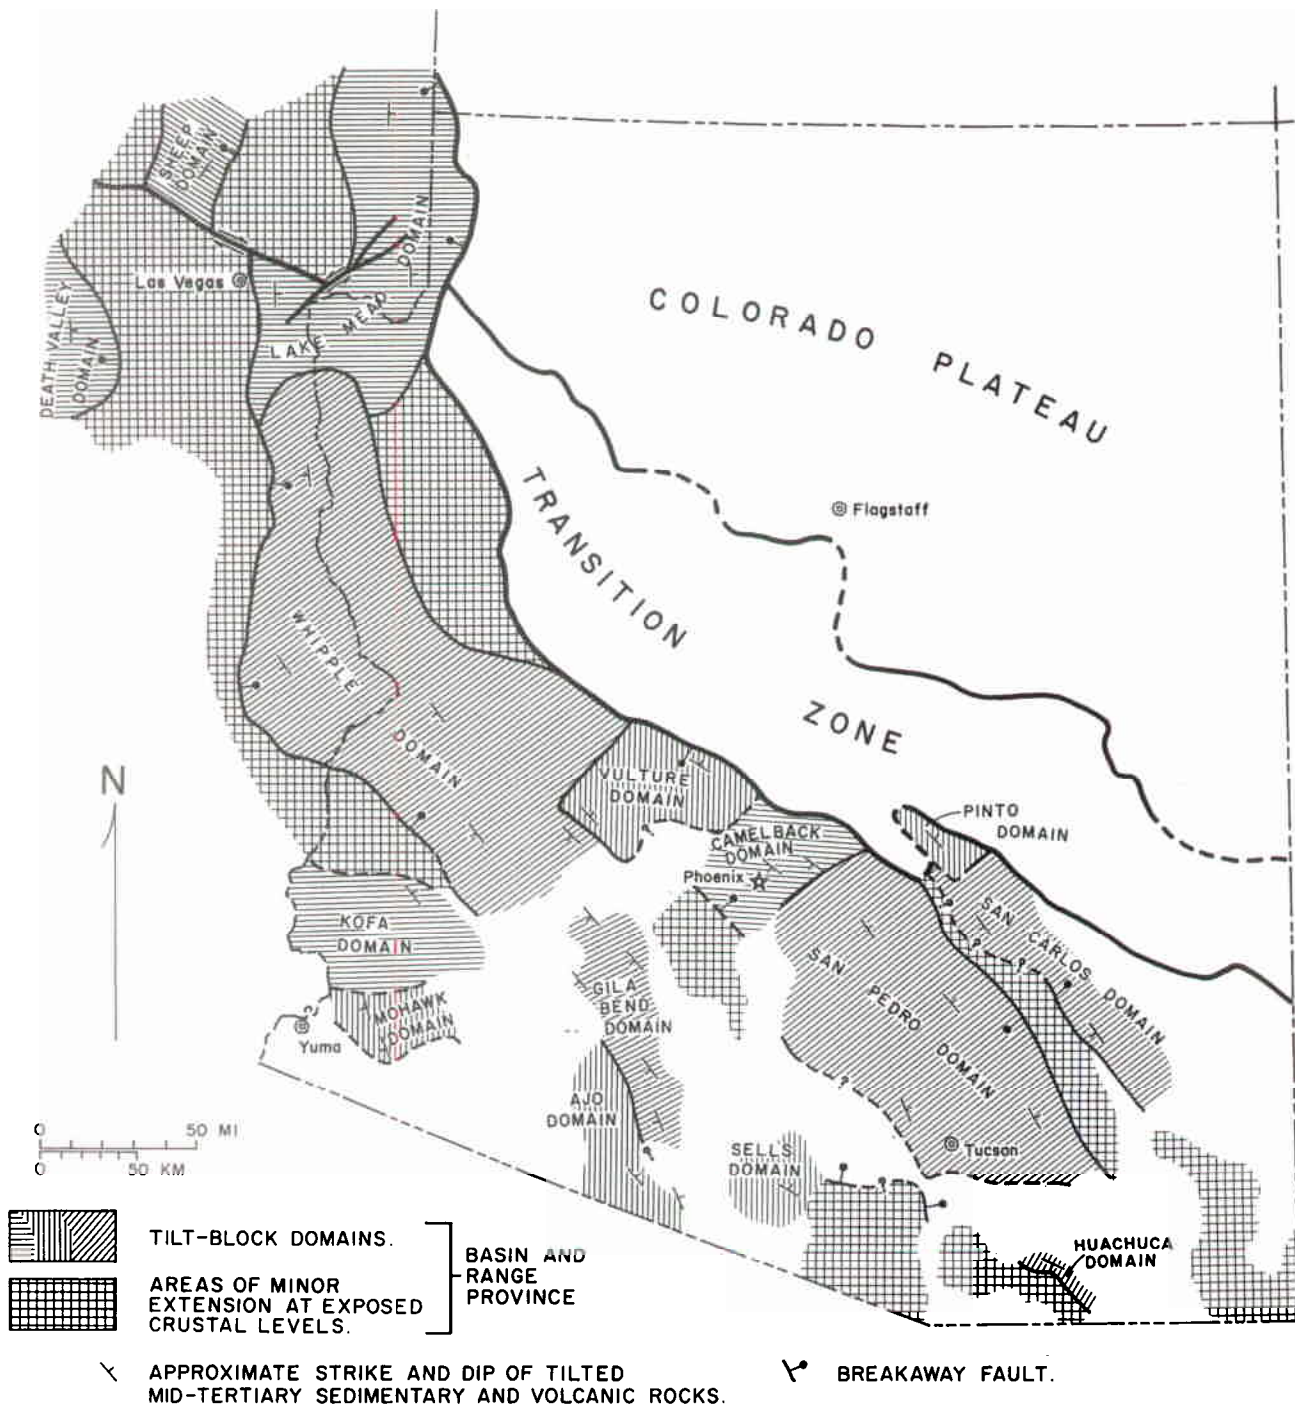 SHEEP
DOMAIN
Las Vegas
DEATH VALLEY
DOMAIN
LAKE MEAD
DOMAIN
COLORADO PLATEAU
Flagstaff
TRANSITION
ZONE
WHIPPLE
DOMAIN
N
VULTURE
DOMAIN
?
CAMELBACK
DOMAIN
Phoenix
PINTO
DOMAIN
KOFA
DOMAIN
MOHAWK
DOMAIN
Yuma
GILA
BEND
DOMAIN
SAN
PEDRO
DOMAIN
SAN CARLOS DOMAIN
?
?
?
AJO
DOMAIN
SELLS
DOMAIN
Tucson
HUACHUCA
DOMAIN
0 50 MI
0 50 KM
TILT-BLOCK DOMAINS.
AREAS OF MINOR
EXTENSION AT EXPOSED
CRUSTAL LEVELS.
BASIN AND
RANGE
PROVINCE
APPROXIMATE STRIKE AND DIP OF TILTED
MID-TERTIARY SEDIMENTARY AND VOLCANIC ROCKS.
BREAKAWAY FAULT.